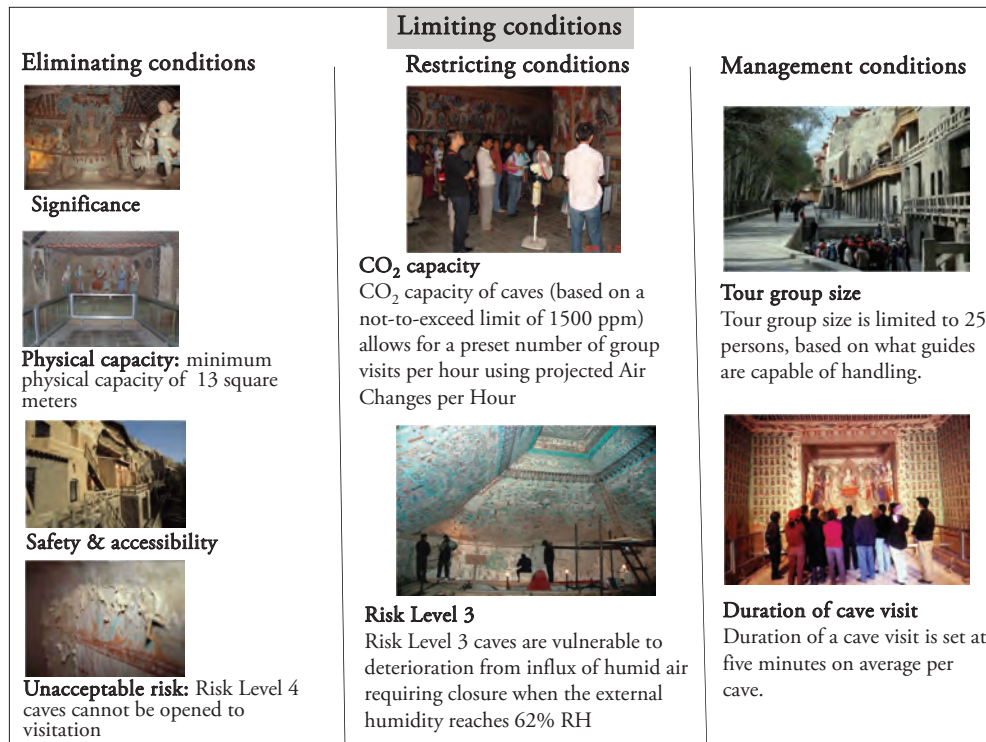 Limiting conditions
Eliminating conditions
Significance
Physical capacity: minimum
physical capacity of 13 square
meters
Safety & accessibility
Unacceptable risk: Risk Level 4
caves cannot be opened to
visitation
Restricting conditions
CO₂ capacity
CO₂ capacity of caves (based on a
not-to-exceed limit of 1500 ppm)
allows for a preset number of group
visits per hour using projected Air
Changes per Hour
Risk Level 3
Risk Level 3 caves are vulnerable to
deterioration from influx of humid air
requiring closure when the external
humidity reaches 62% RH
Management conditions
Tour group size
Tour group size is limited to 25
persons, based on what guides
are capable of handling.
Duration of cave visit
Duration of a cave visit is set at
five minutes on average per
cave.